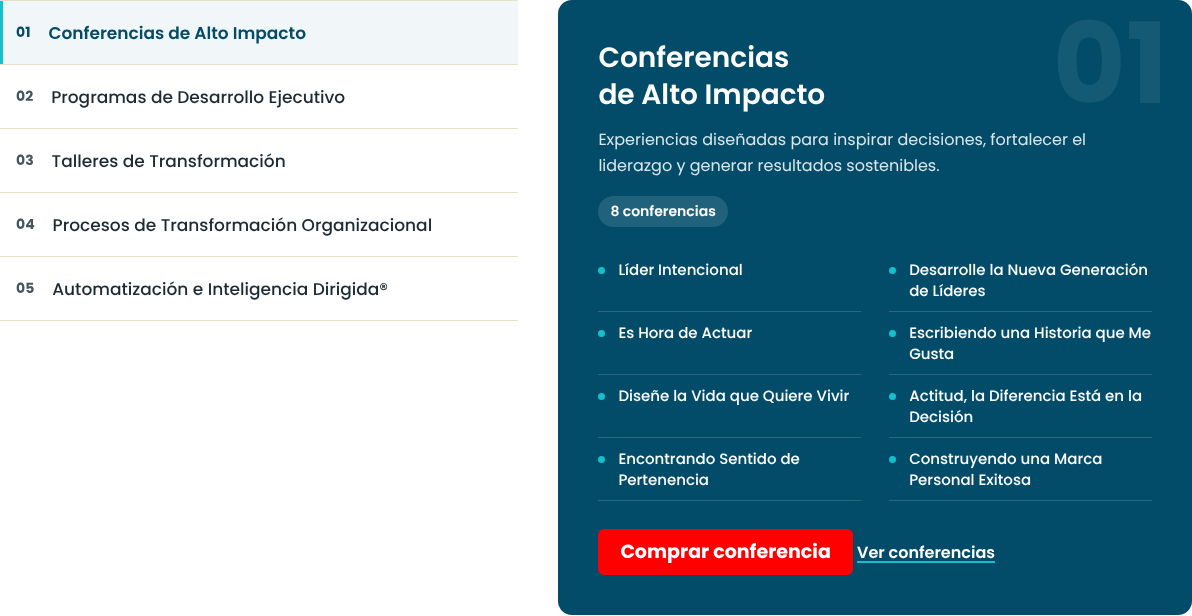 01 Conferencias de Alto Impacto
02 Programas de Desarrollo Ejecutivo
03 Talleres de Transformación
04 Procesos de Transformación Organizacional
05 Automatización e Inteligencia Dirigida®
01
Conferencias
de Alto Impacto
Experiencias diseñadas para inspirar decisiones, fortalecer el
liderazgo y generar resultados sostenibles.
8 conferencias
Líder Intencional
Desarrolle la Nueva Generación
de Líderes
Es Hora de Actuar
Escribiendo una Historia que Me
Gusta
Diseñe la Vida que Quiere Vivir
Actitud, la Diferencia Está en la
Decisión
Encontrando Sentido de
Pertenencia
Construyendo una Marca
Personal Exitosa
Comprar conferencia
Ver conferencias